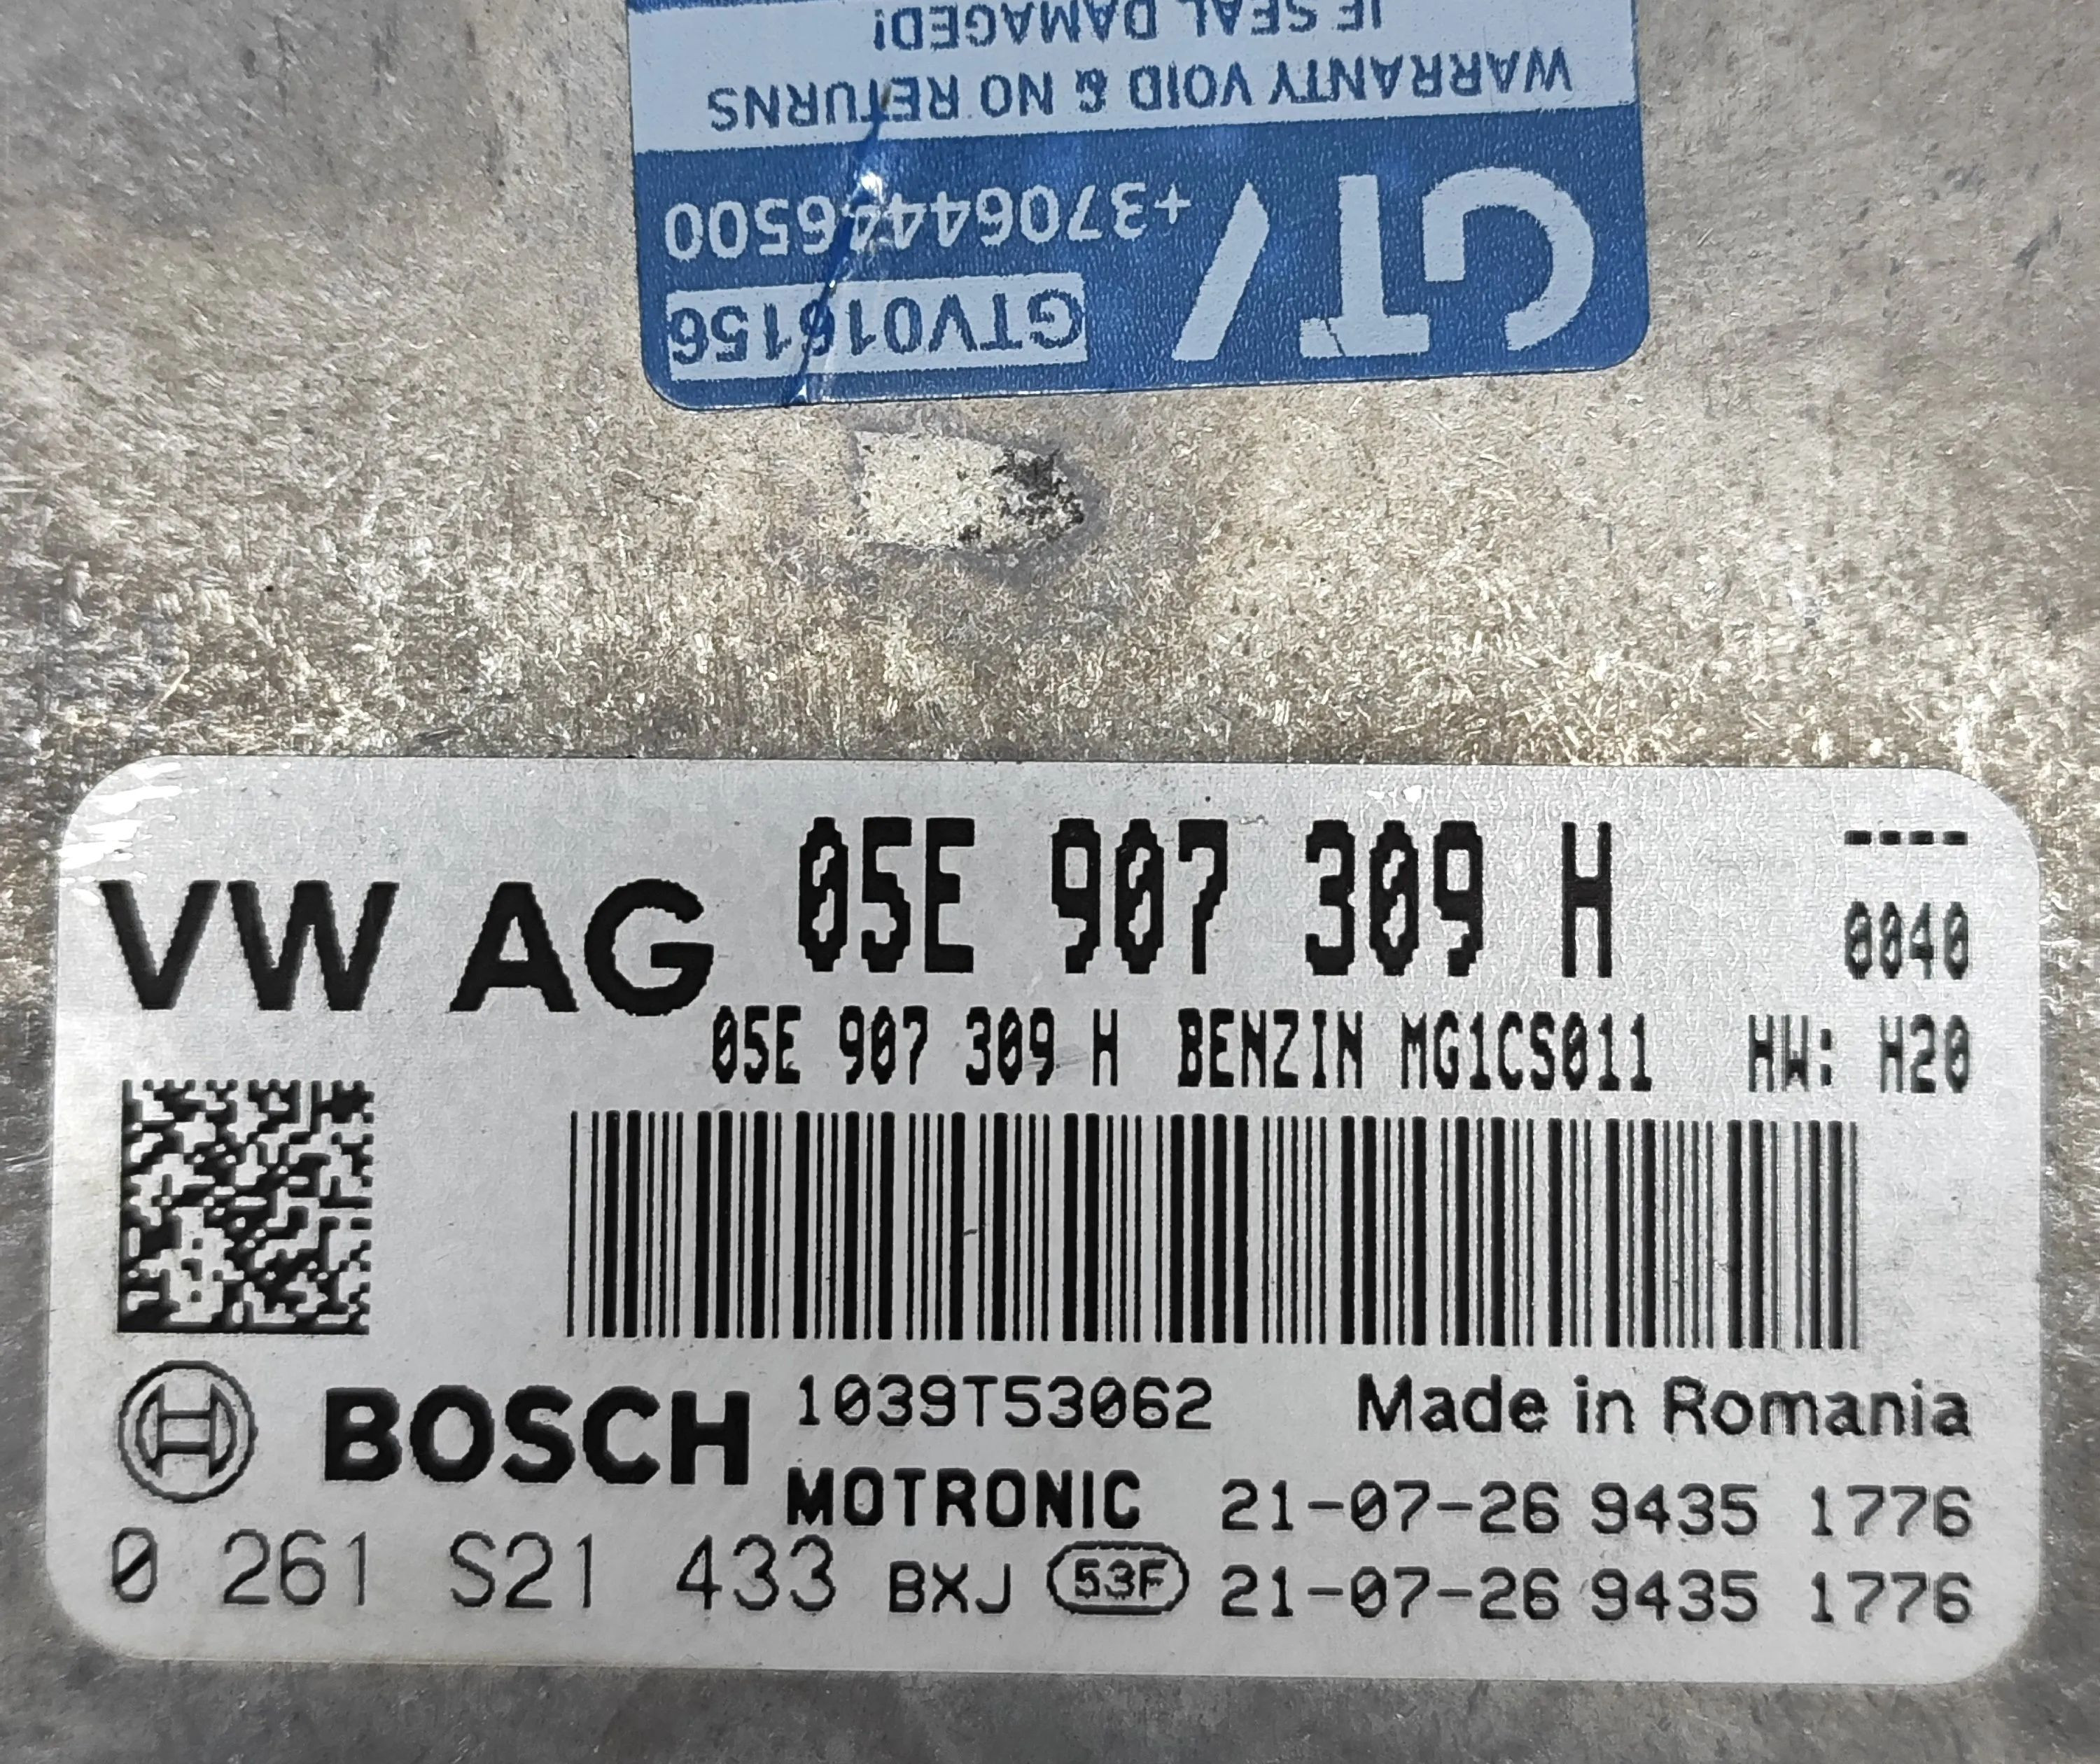 IF SEAL DAMAGED!
WARRANTY VOID & NO RETURNS
GTV +37064446500
GTV016156
VW AG 05E 907 309 H ----
0040
05E 907 309 H BENZIN MG1CS011 HW: H20
BOSCH 1039T53062 Made in Romania
MOTRONIC 21-07-26 9435 1776
0 261 S21 433 BXJ 53F 21-07-26 9435 1776